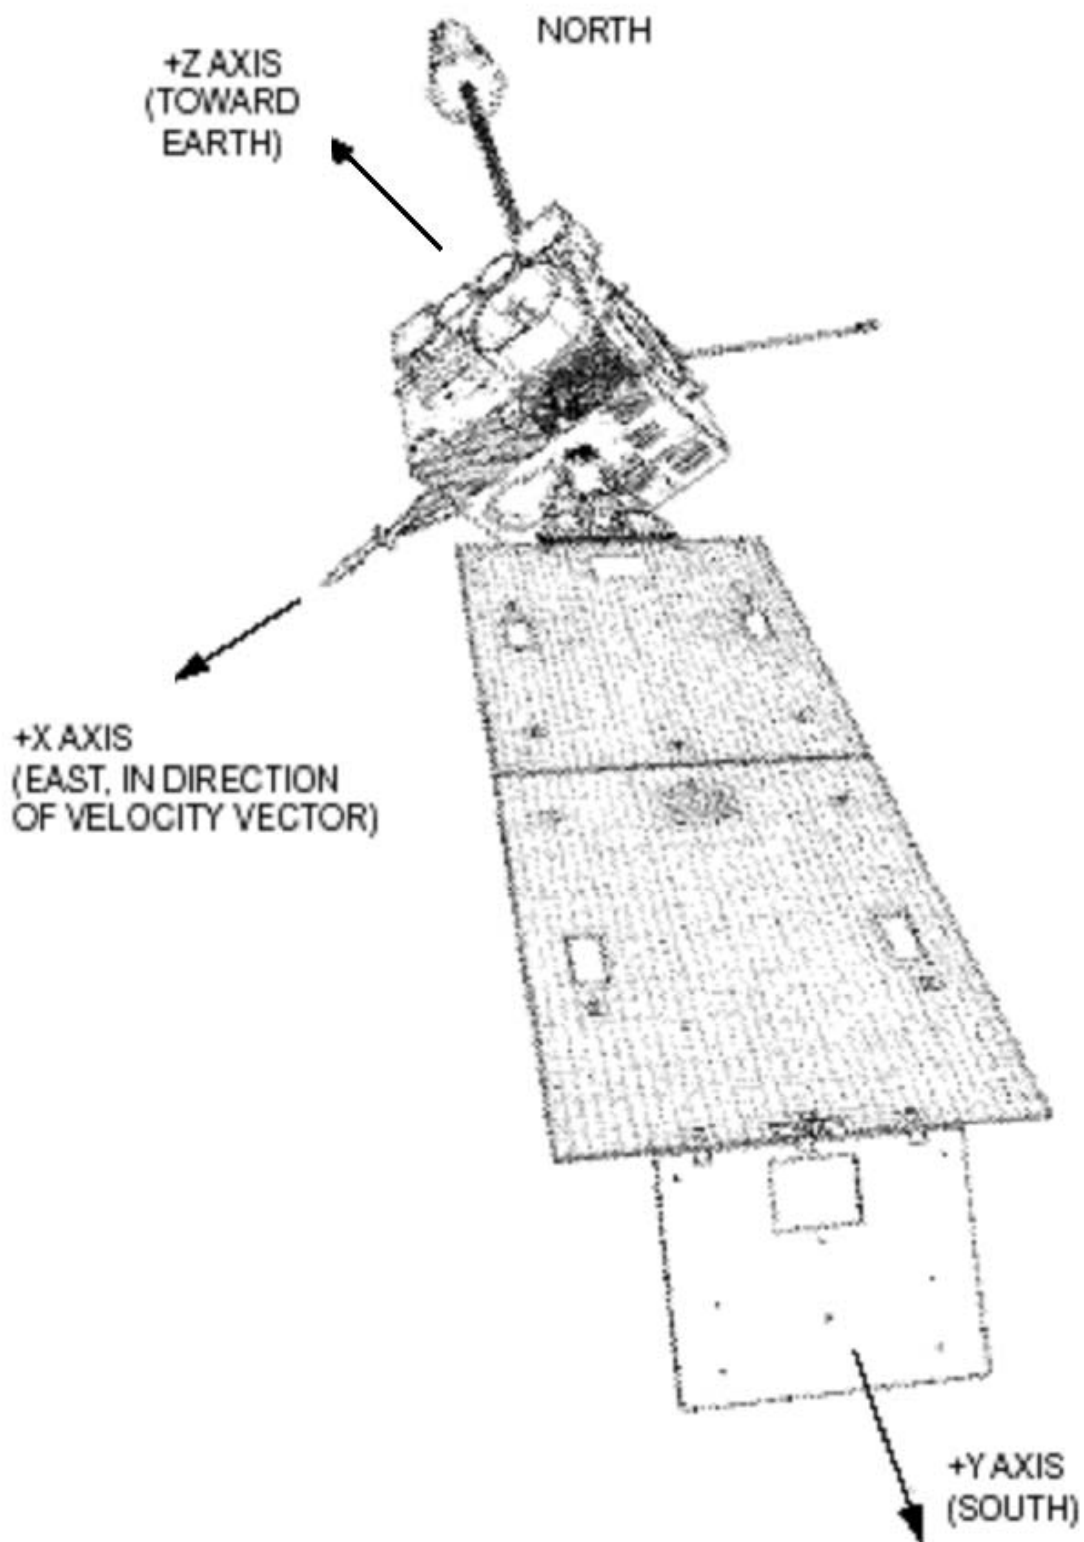 NORTH
+Z AXIS
(TOWARD
EARTH)
+X AXIS
(EAST, IN DIRECTION
OF VELOCITY VECTOR)
+Y AXIS
(SOUTH)